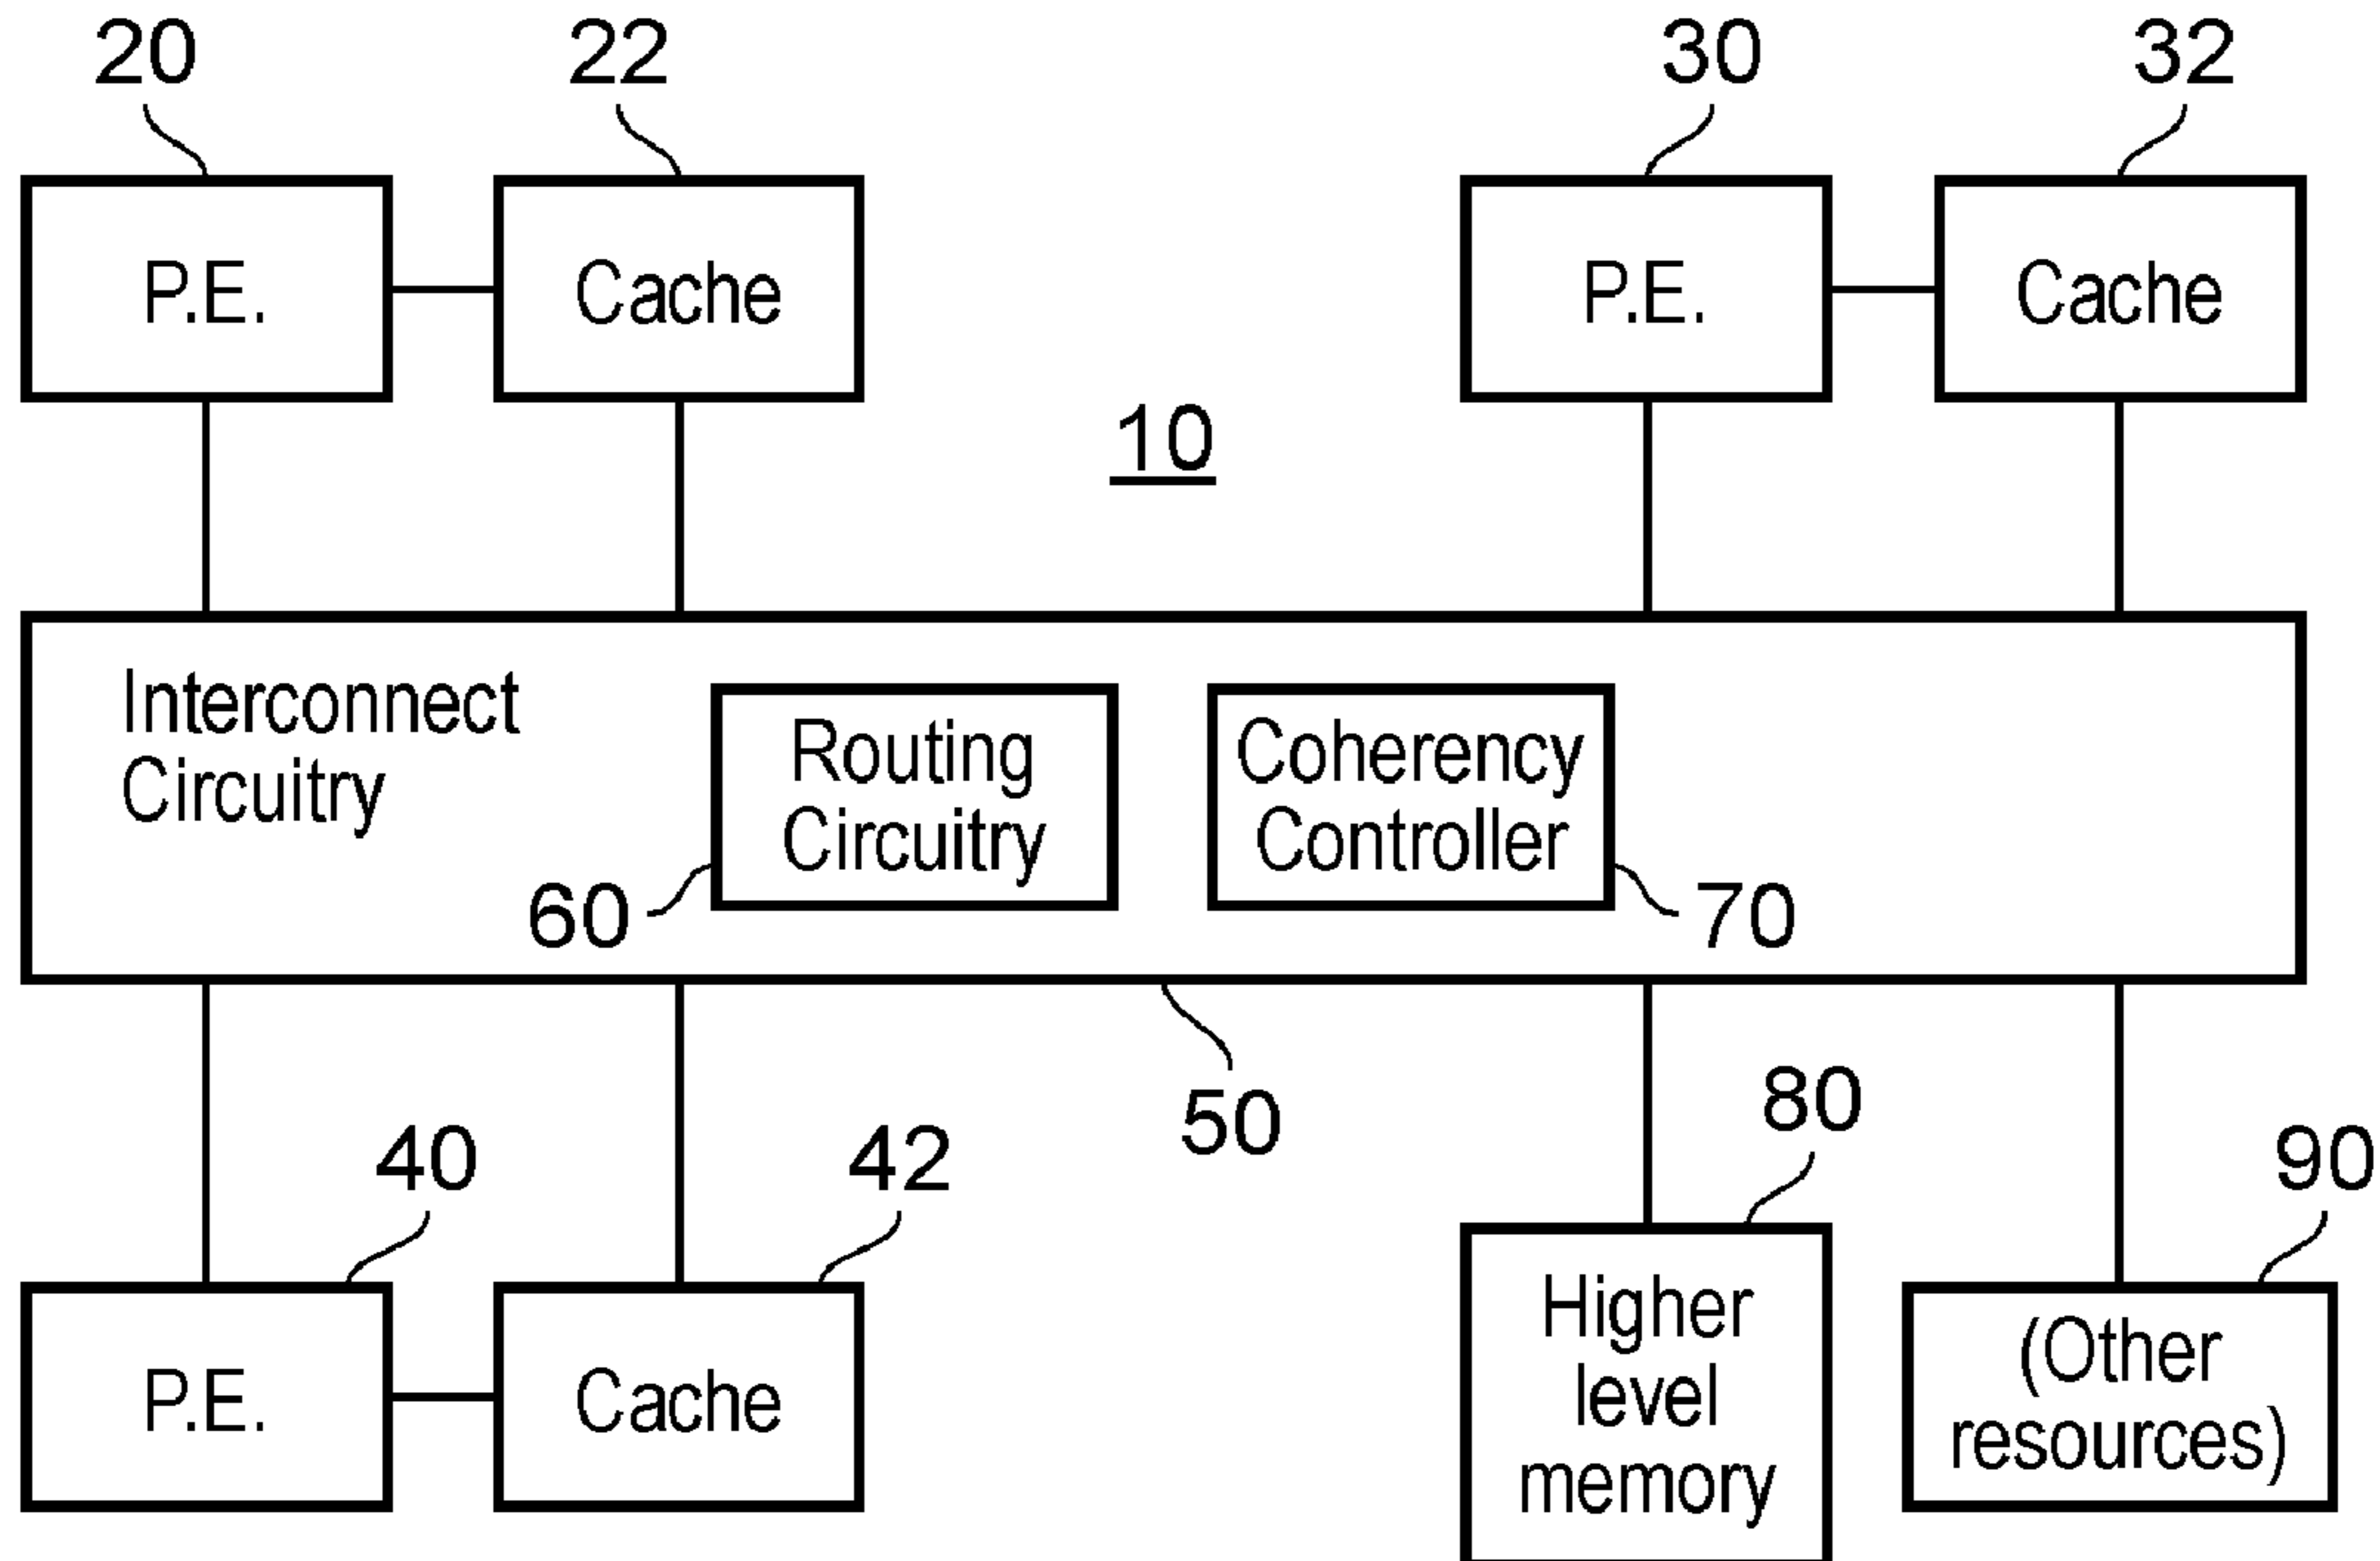 20
22
30
32
P.E.
Cache
P.E.
Cache
10
Interconnect
Circuitry
Routing
Circuitry
Coherency
Controller
60
70
50
80
40
42
90
P.E.
Cache
Higher
level
memory
(Other
resources)